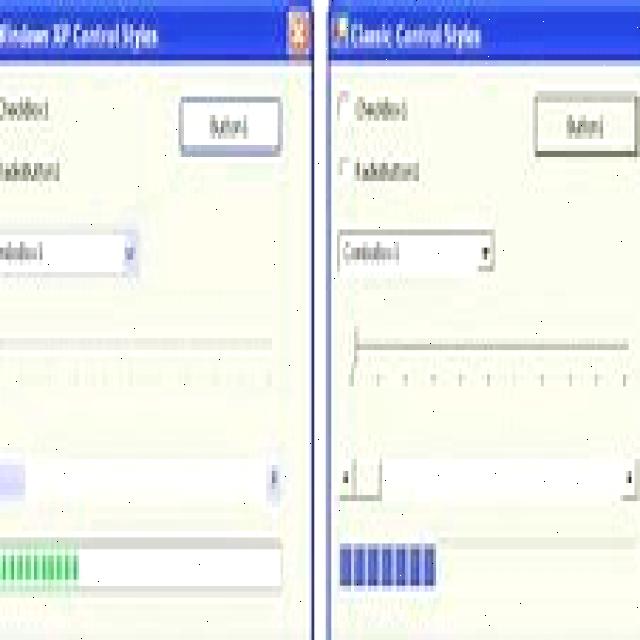 Windows XP Control Styles
CheckBox1
Button1
RadioButton1
ComboBox1
Classic Control Styles
CheckBox1
Button1
RadioButton1
ComboBox1